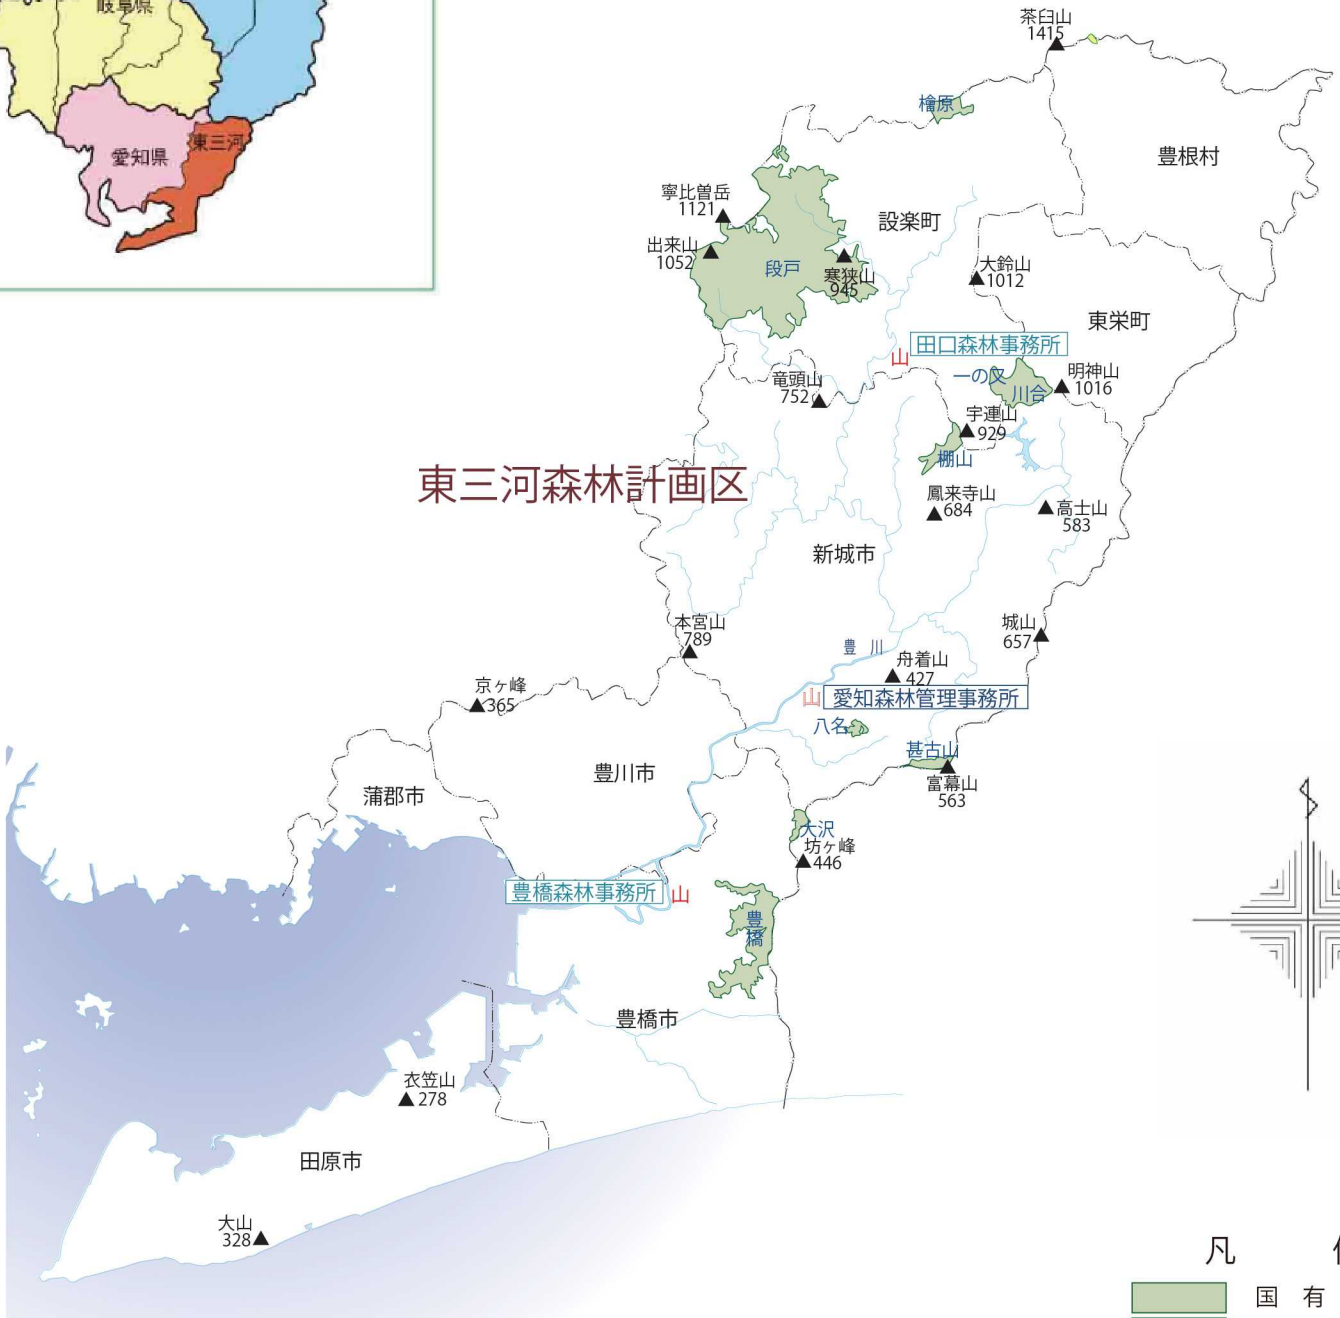 岐阜県
愛知県
東三河
茶臼山
1415
檜原
豊根村
寧比曽岳
1121
設楽町
出来山
1052
段戸
寒狭山
945
大鈴山
1012
東栄町
田口森林事務所
山
一の又
川合
明神山
1016
竜頭山
752
宇連山
929
棚山
東三河森林計画区
鳳来寺山
684
高士山
583
新城市
本宮山
789
城山
657
豊川
舟着山
427
京ヶ峰
365
山
愛知森林管理事務所
八名
甚古山
富幕山
563
豊川市
蒲郡市
大沢
坊ヶ峰
446
豊橋森林事務所
山
豊橋
豊橋市
衣笠山
278
田原市
大山
328
凡
国有